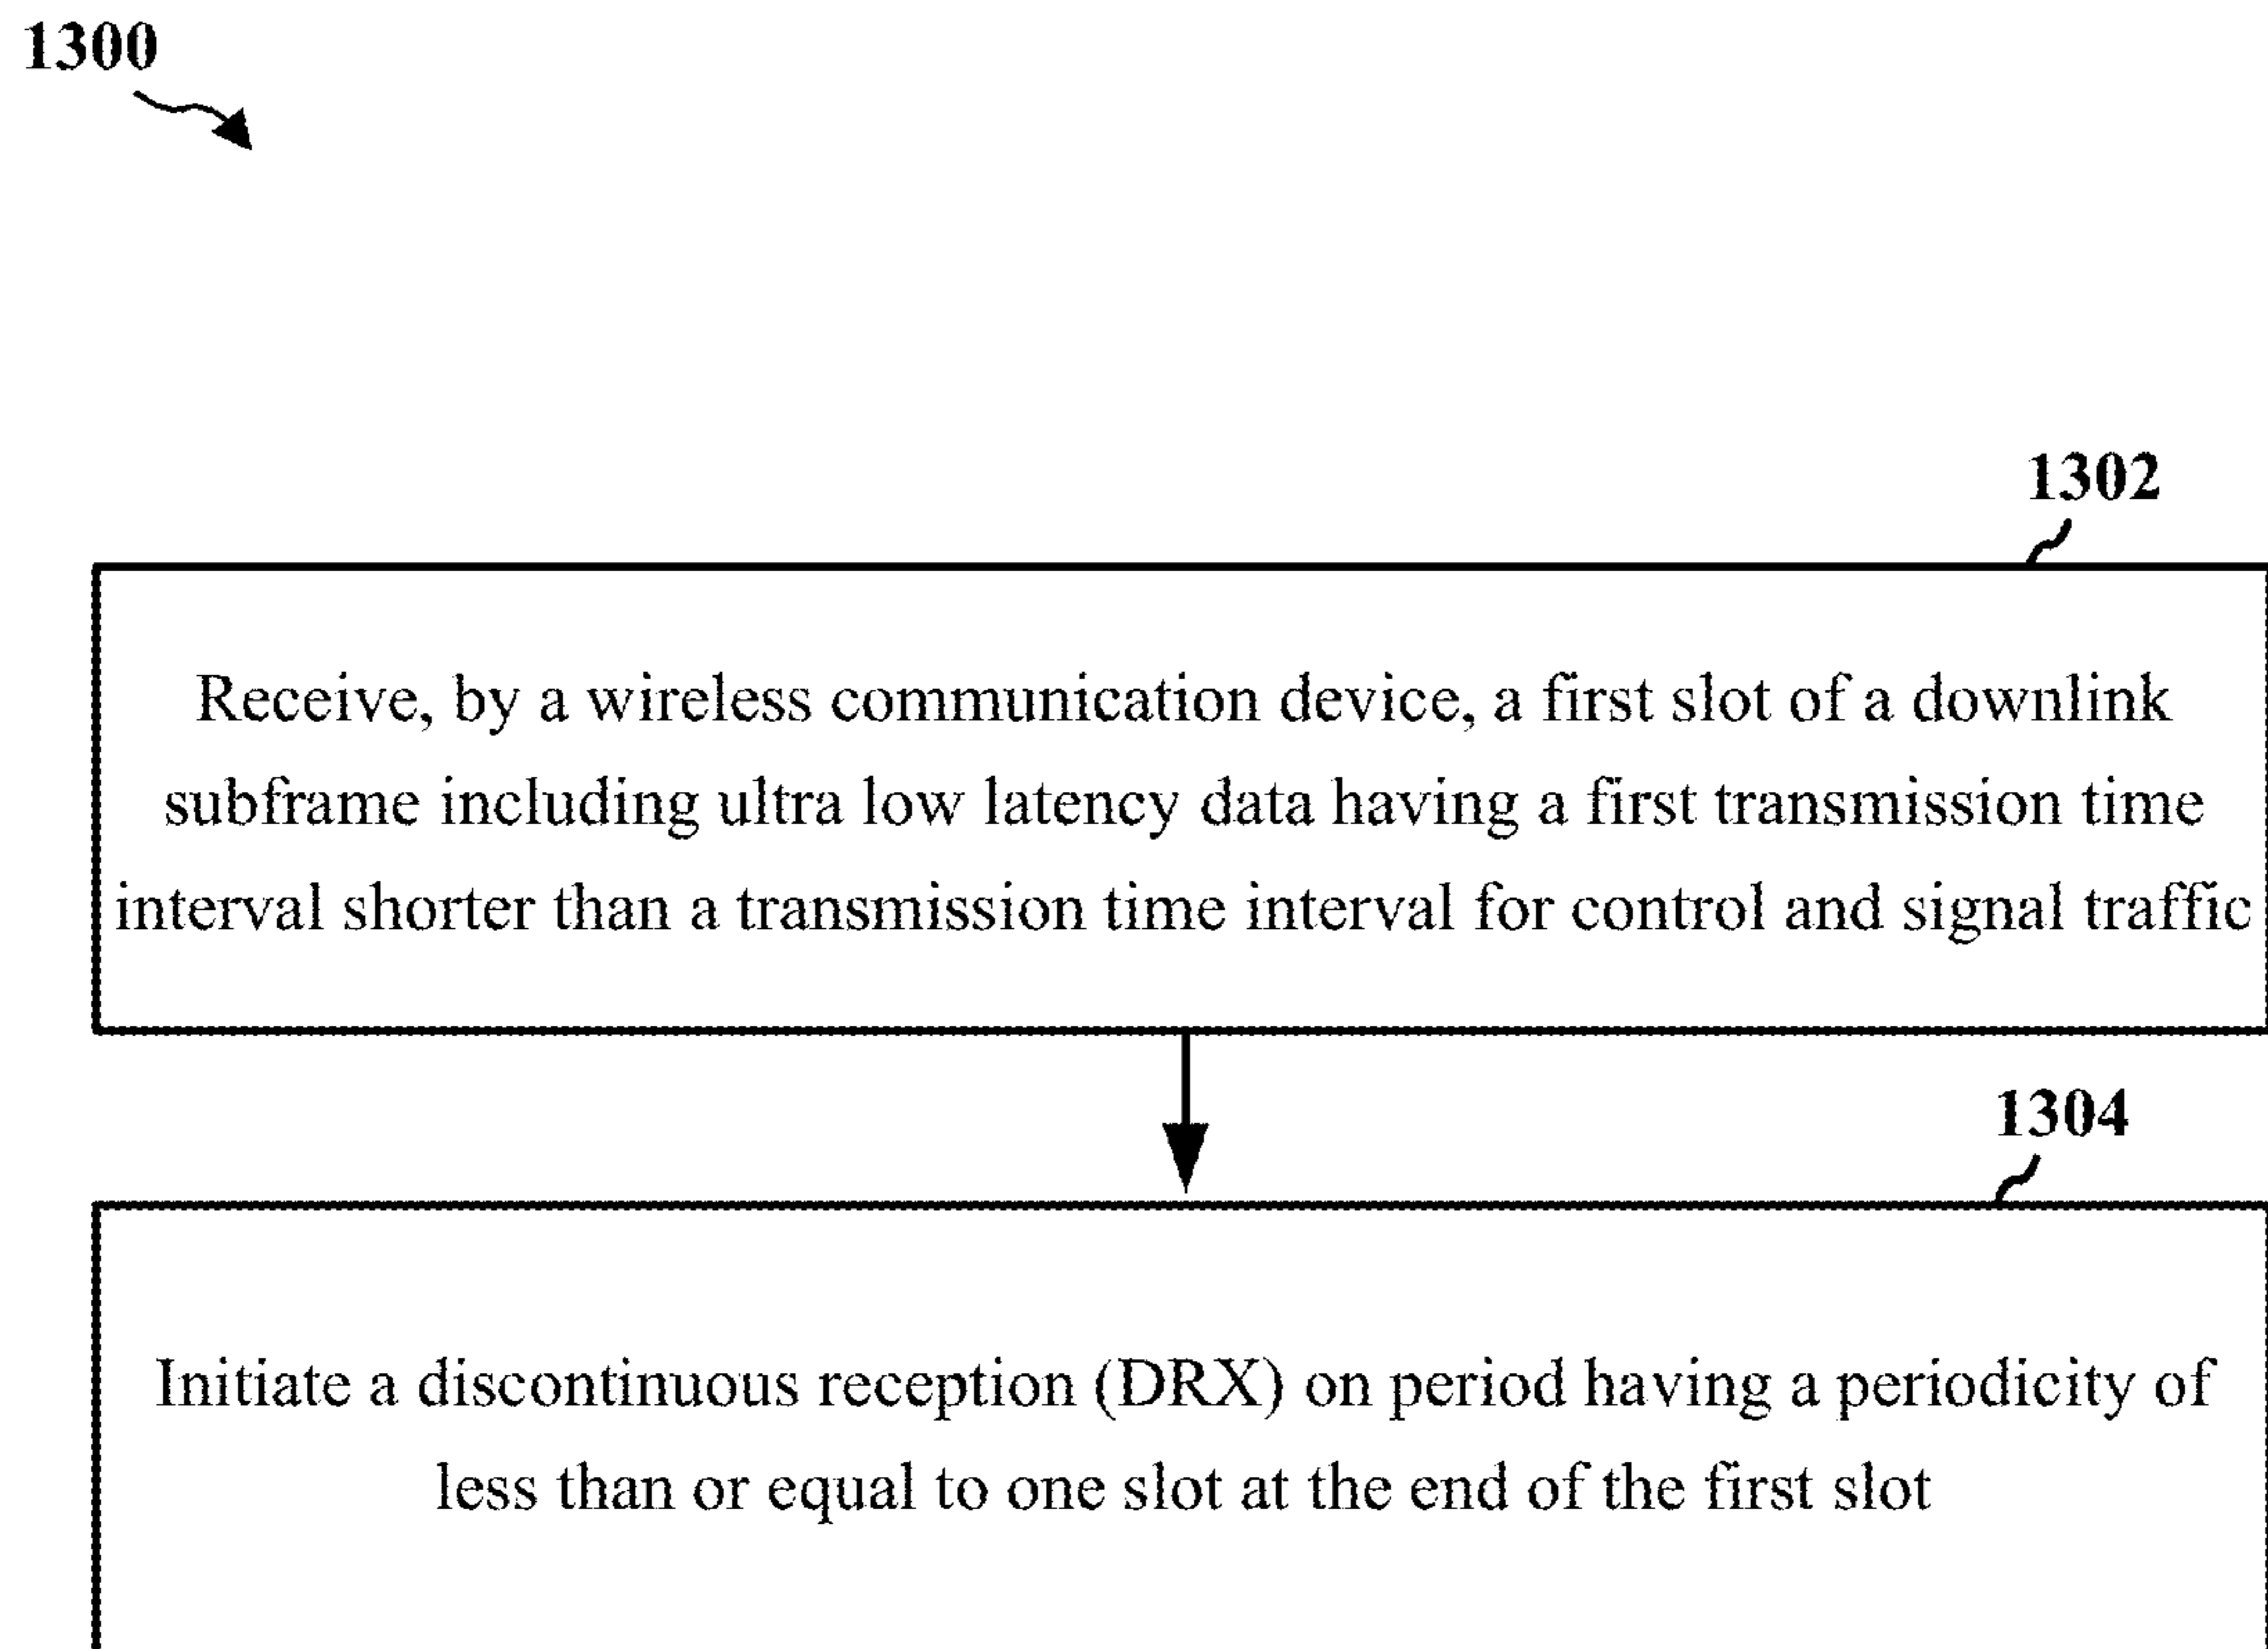 1300
1302
Receive, by a wireless communication device, a first slot of a downlink
subframe including ultra low latency data having a first transmission time
interval shorter than a transmission time interval for control and signal traffic
1304
Initiate a discontinuous reception (DRX) on period having a periodicity of
less than or equal to one slot at the end of the first slot